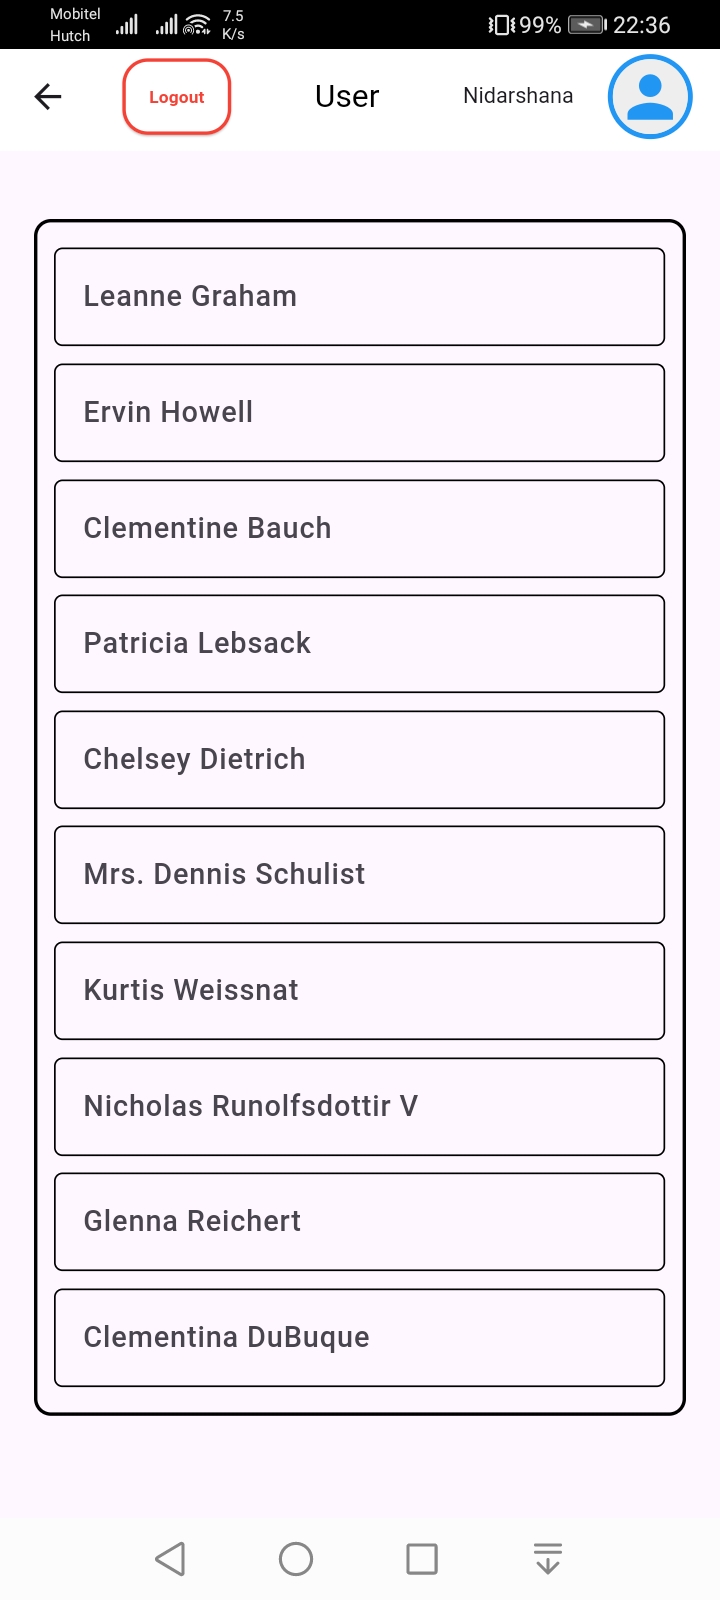 Mobitel
Hutch
7.5
K/s
99%
22:36
Logout
User
Nidarshana
Leanne Graham
Ervin Howell
Clementine Bauch
Patricia Lebsack
Chelsey Dietrich
Mrs. Dennis Schulist
Kurtis Weissnat
Nicholas Runolfsdottir V
Glenna Reichert
Clementina DuBuque